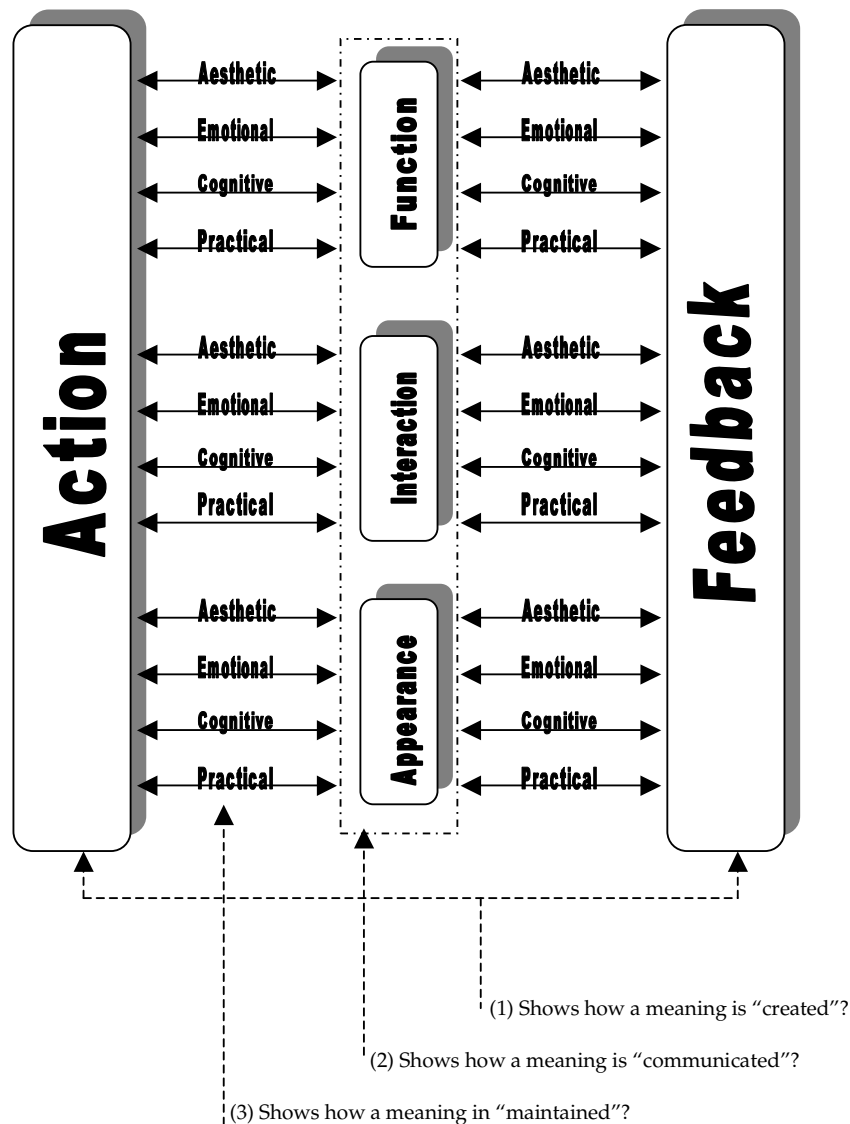 Action
Aesthetic
Emotional
Cognitive
Practical
Function
Aesthetic
Emotional
Cognitive
Practical
Aesthetic
Emotional
Cognitive
Practical
Interaction
Aesthetic
Emotional
Cognitive
Practical
Aesthetic
Emotional
Cognitive
Practical
Appearance
Aesthetic
Emotional
Cognitive
Practical
Feedback
(1) Shows how a meaning is “created”?
(2) Shows how a meaning is “communicated”?
(3) Shows how a meaning in “maintained”?